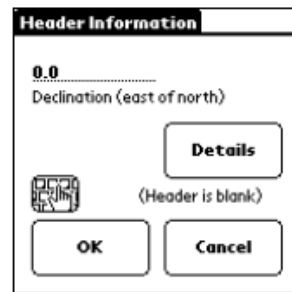 Header Information
0.0
Declination (east of north)
Details
(Header is blank)
OK
Cancel